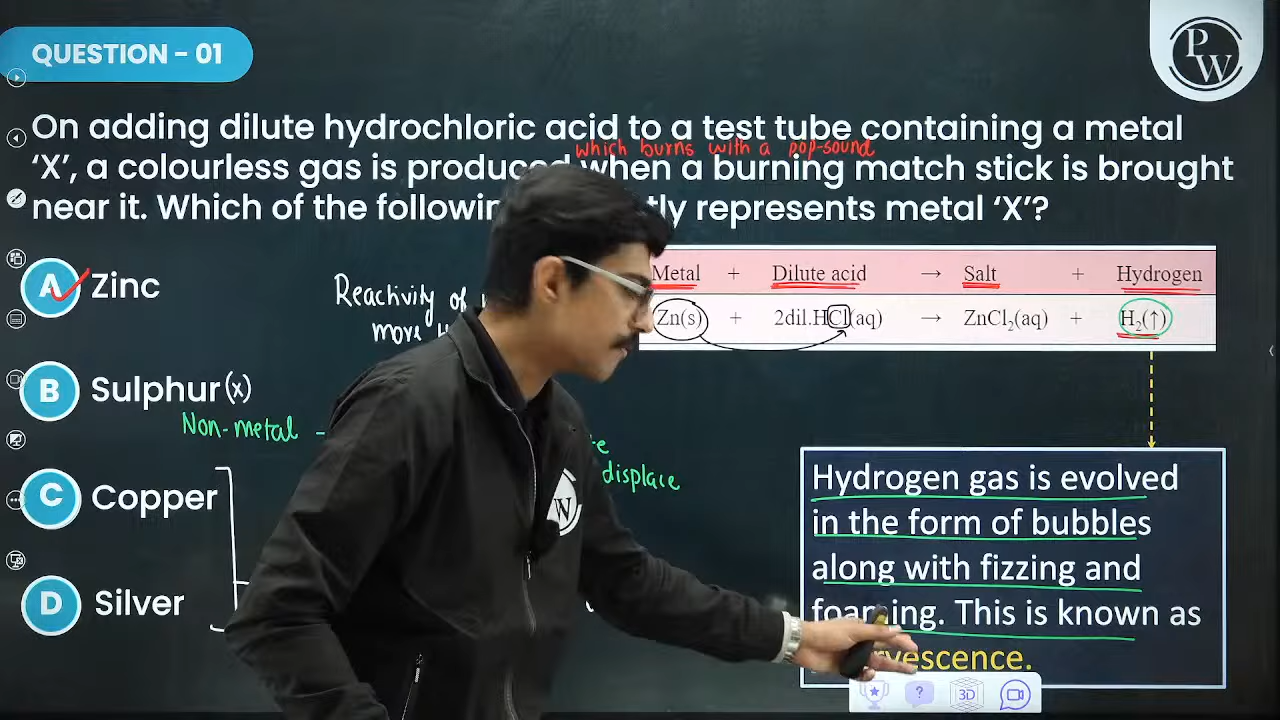 QUESTION - 01
P
W
On adding dilute hydrochloric acid to a test tube containing a metal
which burns with a pop-sound
'X', a colourless gas is produced when a burning match stick is brought
near it. Which of the represents metal 'X'?
A Zinc
Reactivity of
more
Metal + Dilute acid → Salt + Hydrogen
Zn(s) + 2dil.HCl(aq) → ZnCl₂(aq) + H₂(↑)
B Sulphur (x)
Non-metal -
displace
C Copper
D Silver
W
Hydrogen gas is evolved
in the form of bubbles
along with fizzing and
foaming. This is known as
3D